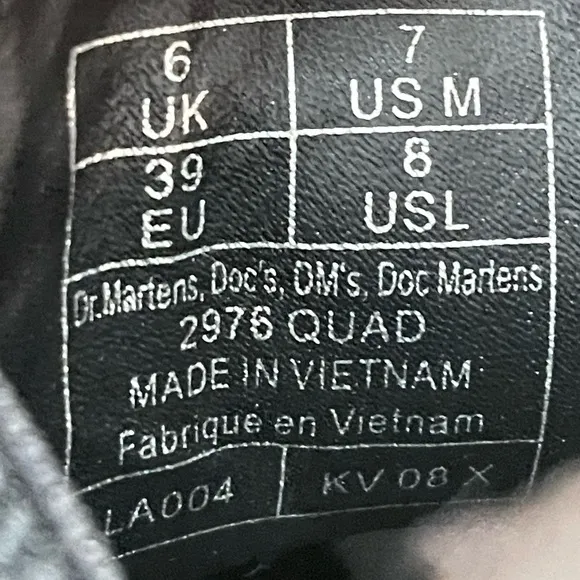 6 7
UK US M
39 8
EU USL
Dr.Martens, Doc's, DM's, Doc Martens
2976 QUAD
MADE IN VIETNAM
Fabriqué en Vietnam
LA004 KV 08 X